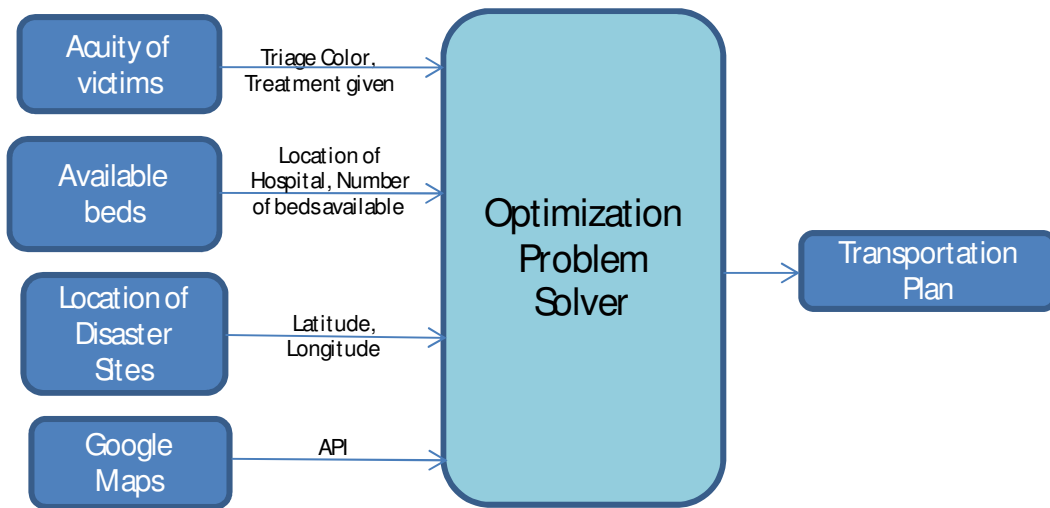 Acuity of
victims
Triage Color,
Treatment given
Available
beds
Location of
Hospital, Number
of beds available
Location of
Disaster
Sites
Latitude,
Longitude
Google
Maps
API
Optimization
Problem
Solver
Transportation
Plan